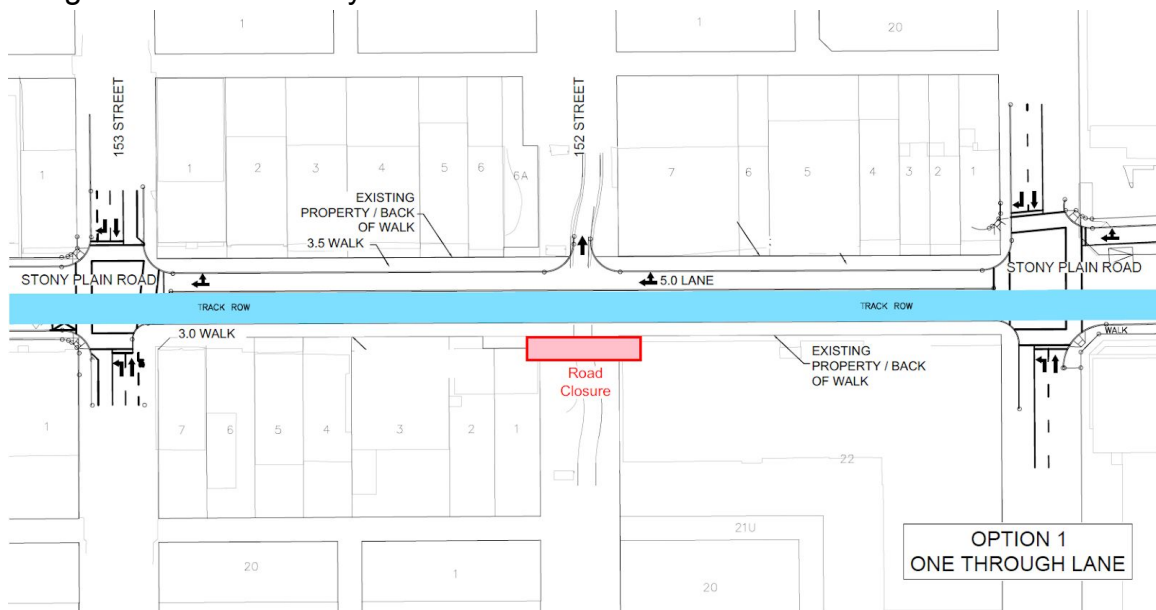 1
1
20
153 STREET
152 STREET
1
1
2
3
4
5
6
6A
7
6
5
4
3
2
1
EXISTING
PROPERTY / BACK
OF WALK
3.5 WALK
STONY PLAIN ROAD
5.0 LANE
STONY PLAIN ROAD
TRACK ROW
TRACK ROW
3.0 WALK
WALK
Road
Closure
EXISTING
PROPERTY / BACK
OF WALK
1
7
6
5
4
3
2
1
22
21U
20
1
20
OPTION 1
ONE THROUGH LANE